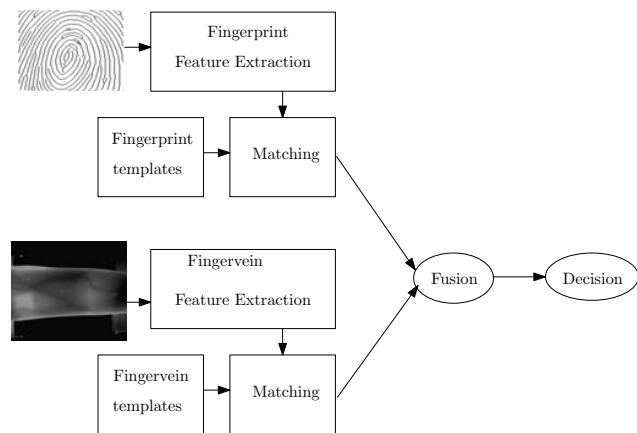 Fingerprint
Feature Extraction
Fingerprint
templates
Matching
Fingervein
Feature Extraction
Fingervein
templates
Matching
Fusion
Decision